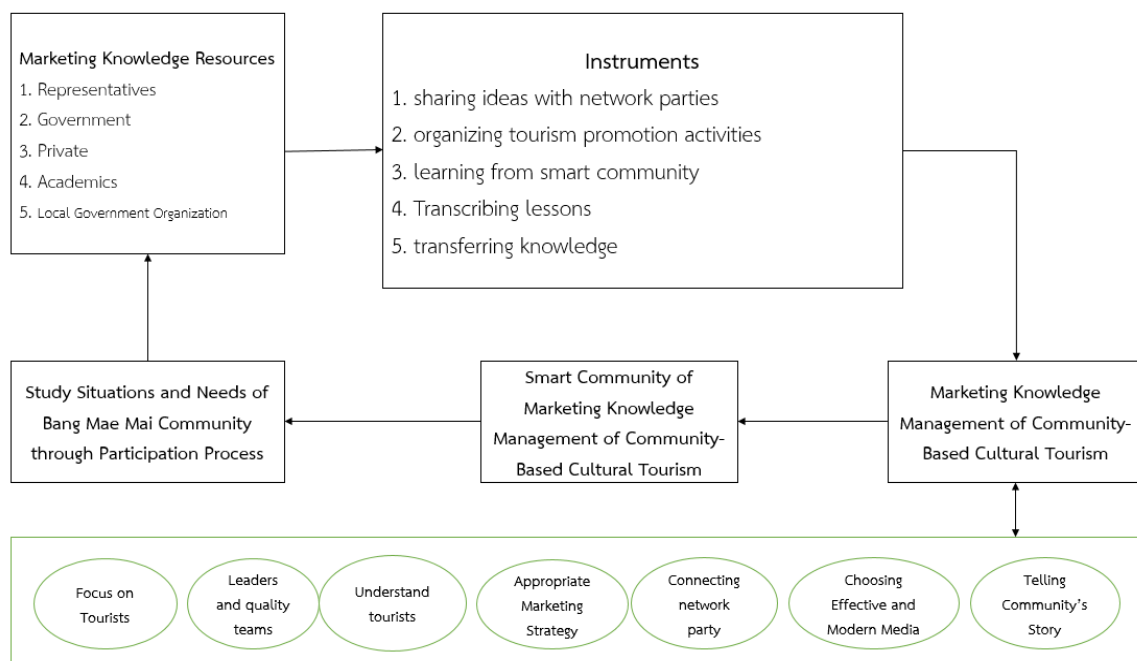 Marketing Knowledge Resources
1. Representatives
2. Government
3. Private
4. Academics
5. Local Government Organization
Instruments
1. sharing ideas with network parties
2. organizing tourism promotion activities
3. learning from smart community
4. Transcribing lessons
5. transferring knowledge
Study Situations and Needs of
Bang Mae Mai Community
through Participation Process
Smart Community of
Marketing Knowledge
Management of Community-
Based Cultural Tourism
Marketing Knowledge
Management of Community-
Based Cultural Tourism
Focus on
Tourists
Leaders
and quality
teams
Understand
tourists
Appropriate
Marketing
Strategy
Connecting
network
party
Choosing
Effective and
Modern Media
Telling
Community's
Story